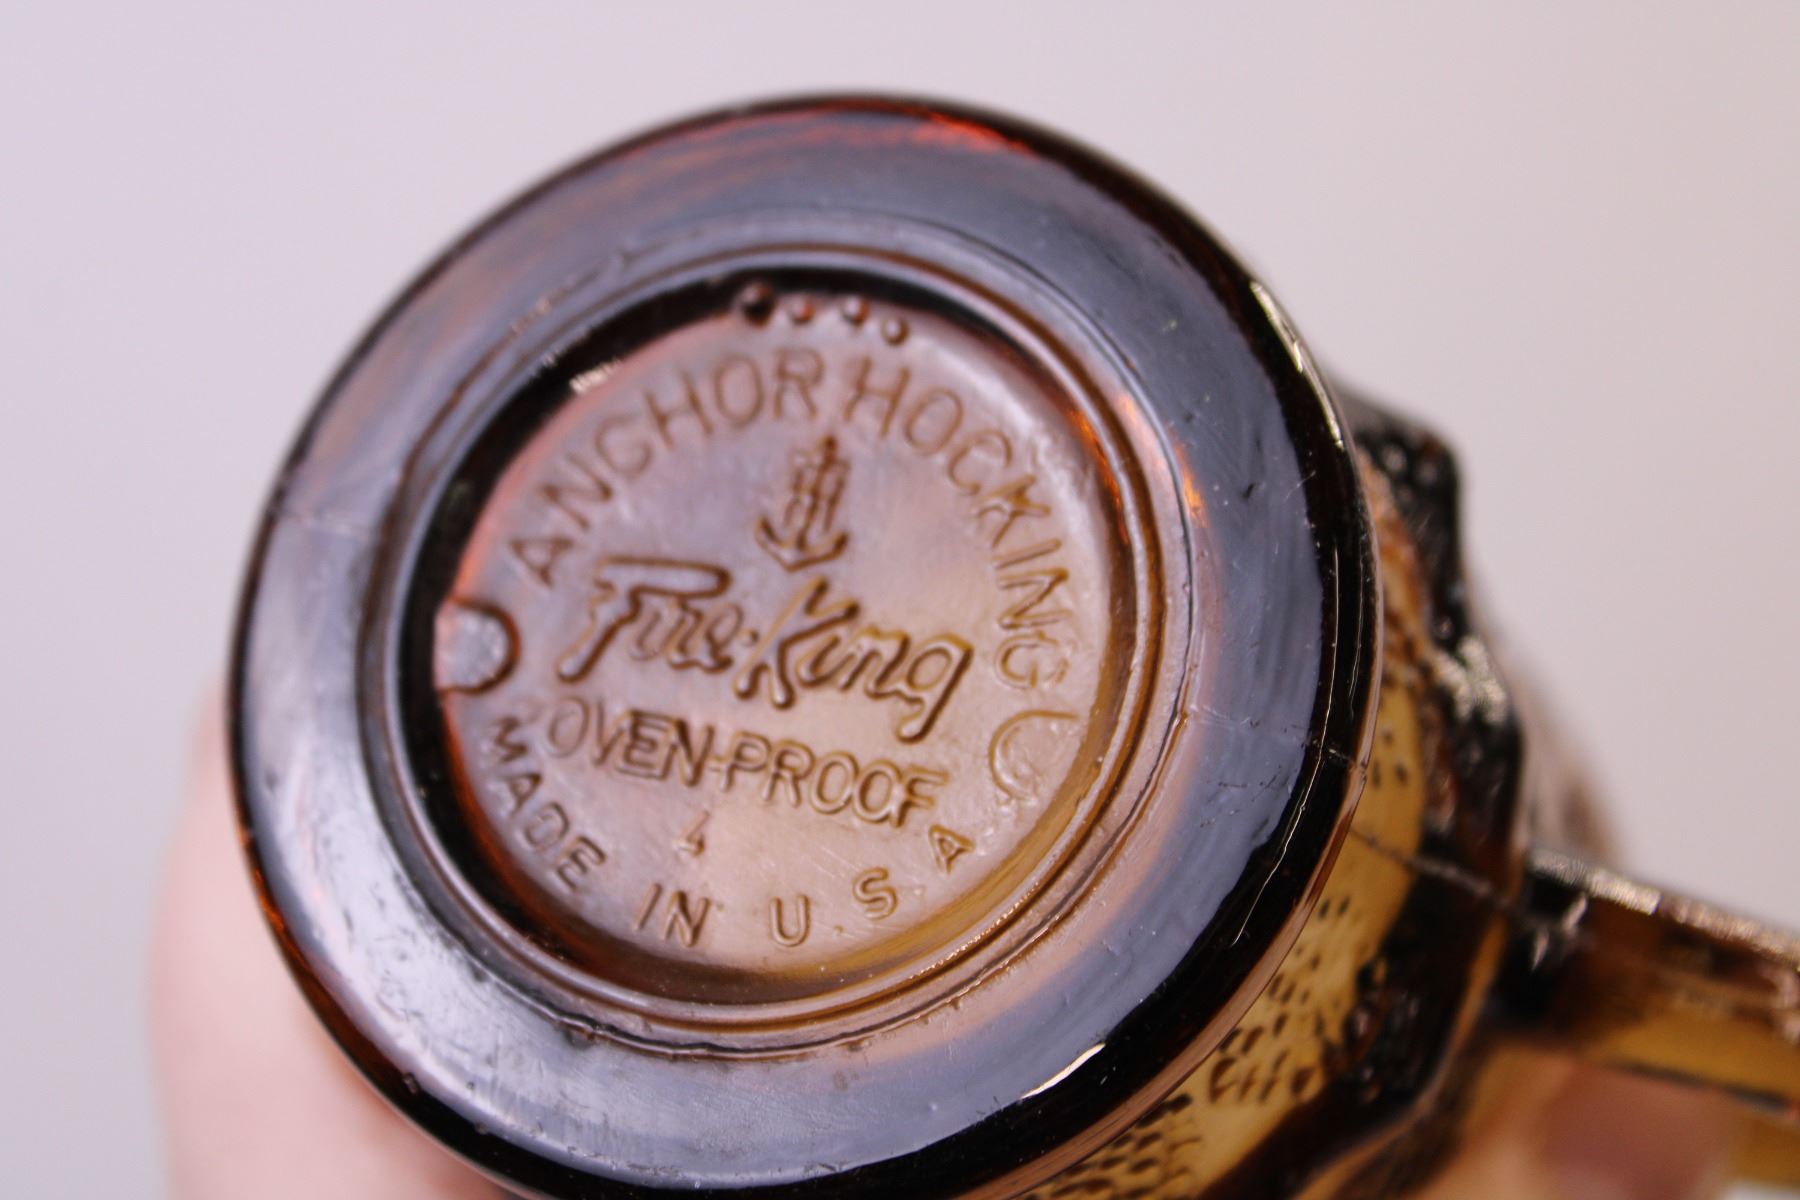 ANCHOR HOCKING
Fire-King
OVEN-PROOF
4
MADE IN U.S.A